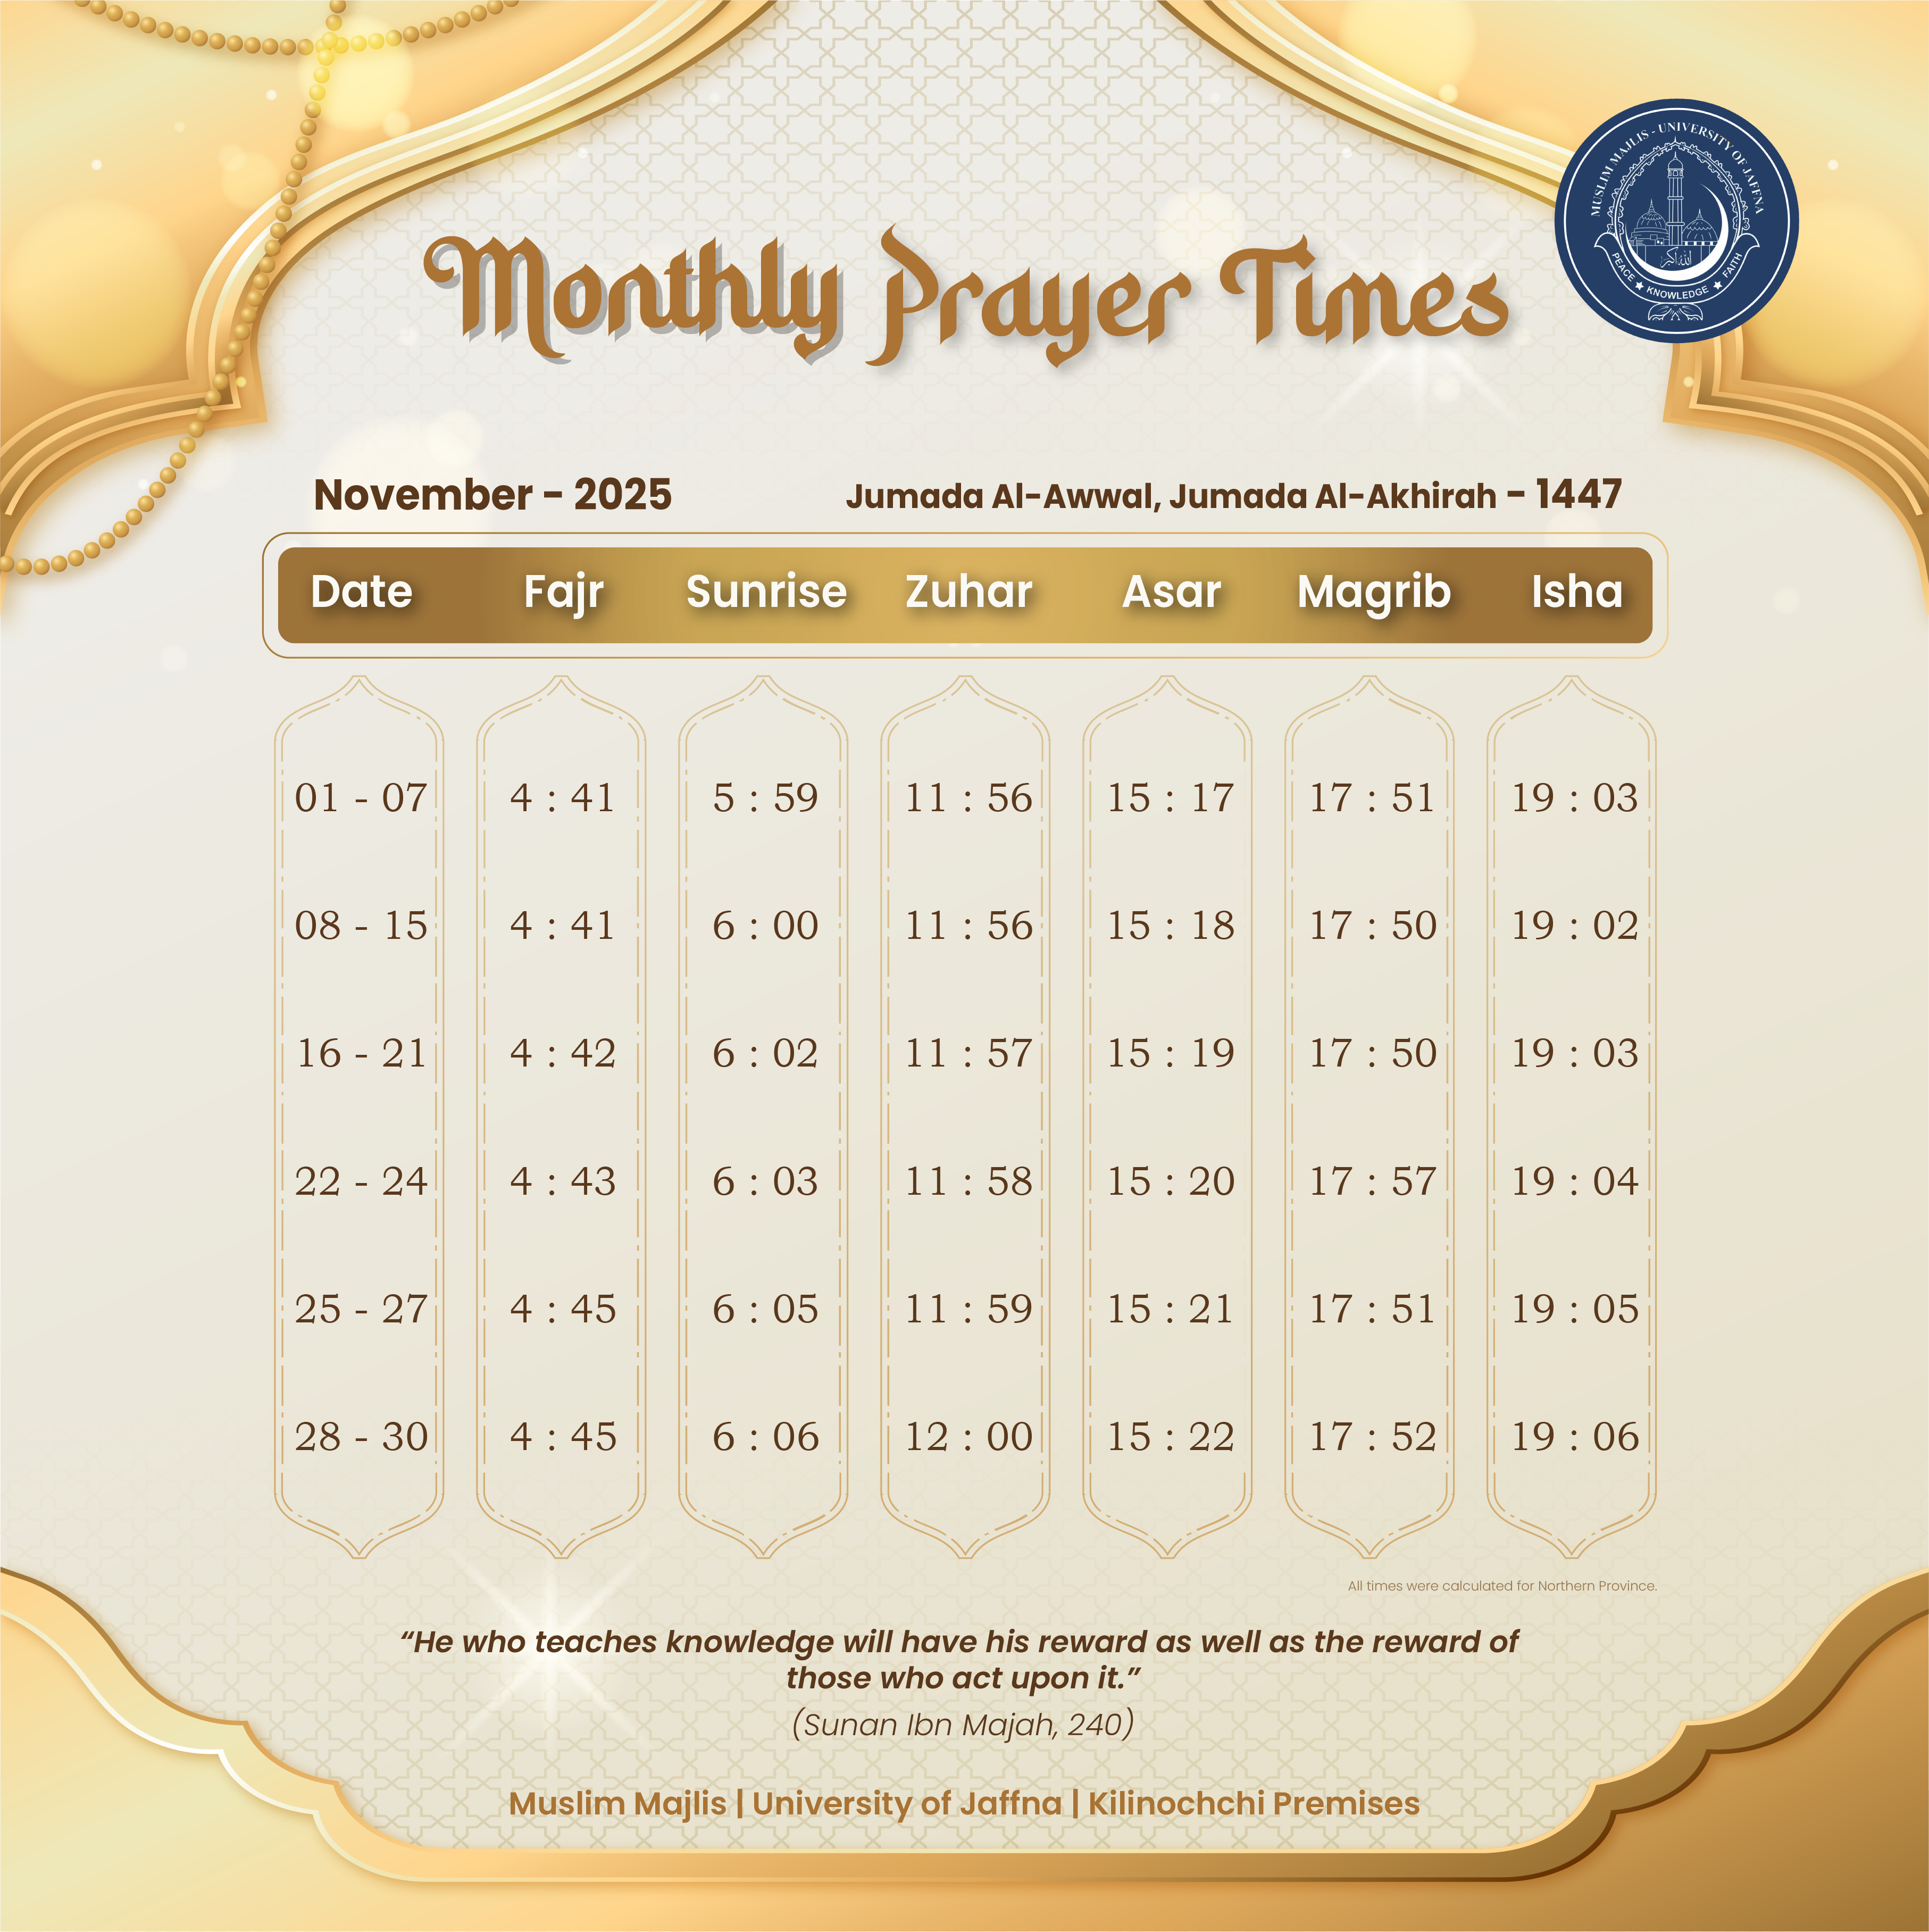 MUSLIM MAJLIS - UNIVERSITY OF JAFFNA
الله اكبر
PEACE ★ KNOWLEDGE ★ FAITH
Monthly Prayer Times
November - 2025 Jumada Al-Awwal, Jumada Al-Akhirah - 1447
Date Fajr Sunrise Zuhar Asar Magrib Isha
01 - 07 4 : 41 5 : 59 11 : 56 15 : 17 17 : 51 19 : 03
08 - 15 4 : 41 6 : 00 11 : 56 15 : 18 17 : 50 19 : 02
16 - 21 4 : 42 6 : 02 11 : 57 15 : 19 17 : 50 19 : 03
22 - 24 4 : 43 6 : 03 11 : 58 15 : 20 17 : 57 19 : 04
25 - 27 4 : 45 6 : 05 11 : 59 15 : 21 17 : 51 19 : 05
28 - 30 4 : 45 6 : 06 12 : 00 15 : 22 17 : 52 19 : 06
All times were calculated for Northern Province.
“He who teaches knowledge will have his reward as well as the reward of
those who act upon it.”
(Sunan Ibn Majah, 240)
Muslim Majlis | University of Jaffna | Kilinochchi Premises